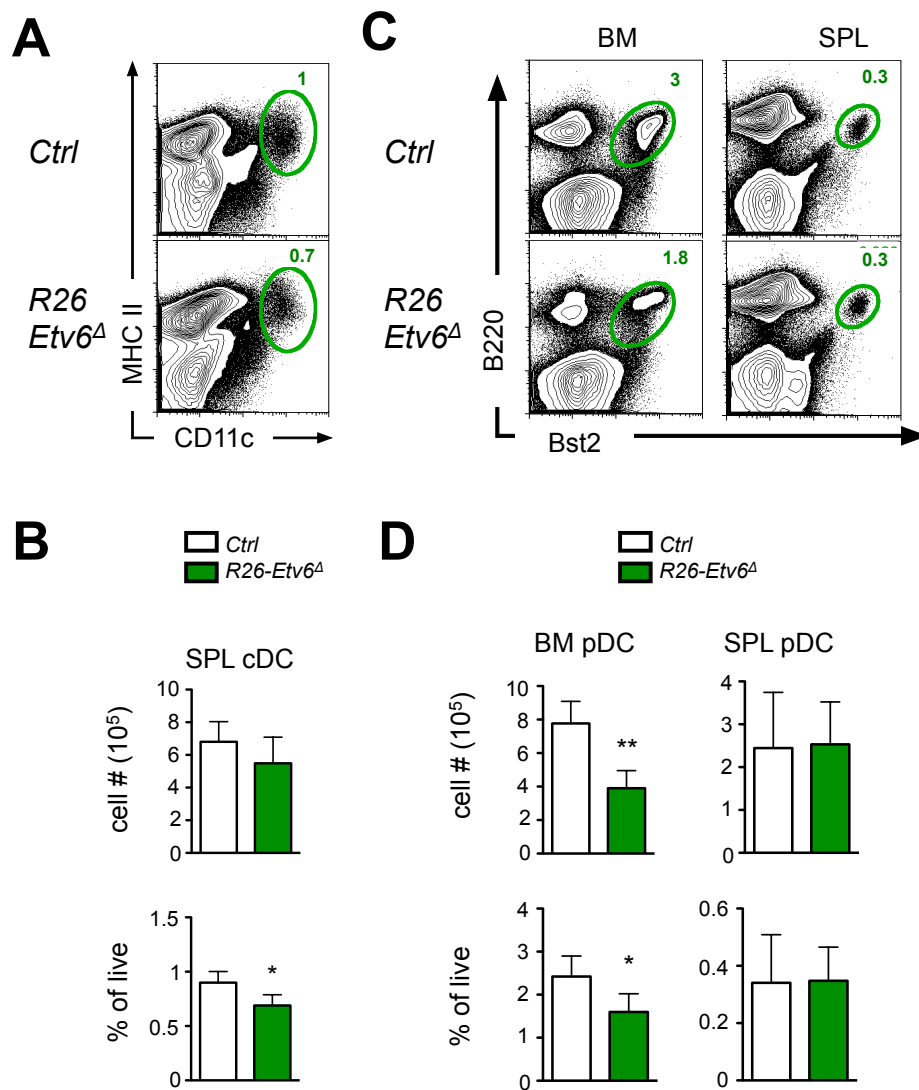 A
1
Ctrl
0.7
R26
Etv6Δ
MHC II
CD11c
C
BM
SPL
3
0.3
Ctrl
1.8
0.3
R26
Etv6Δ
B220
Bst2
B
Ctrl
R26-Etv6Δ
SPL cDC
cell # (10⁵)
10
8
6
4
2
0
% of live
1.5
1
0.5
0
*
D
Ctrl
R26-Etv6Δ
BM pDC
cell # (10⁵)
10
8
6
4
2
0
**
SPL pDC
4
3
2
1
0
% of live
4
3
2
1
0
*
0.6
0.4
0.2
0